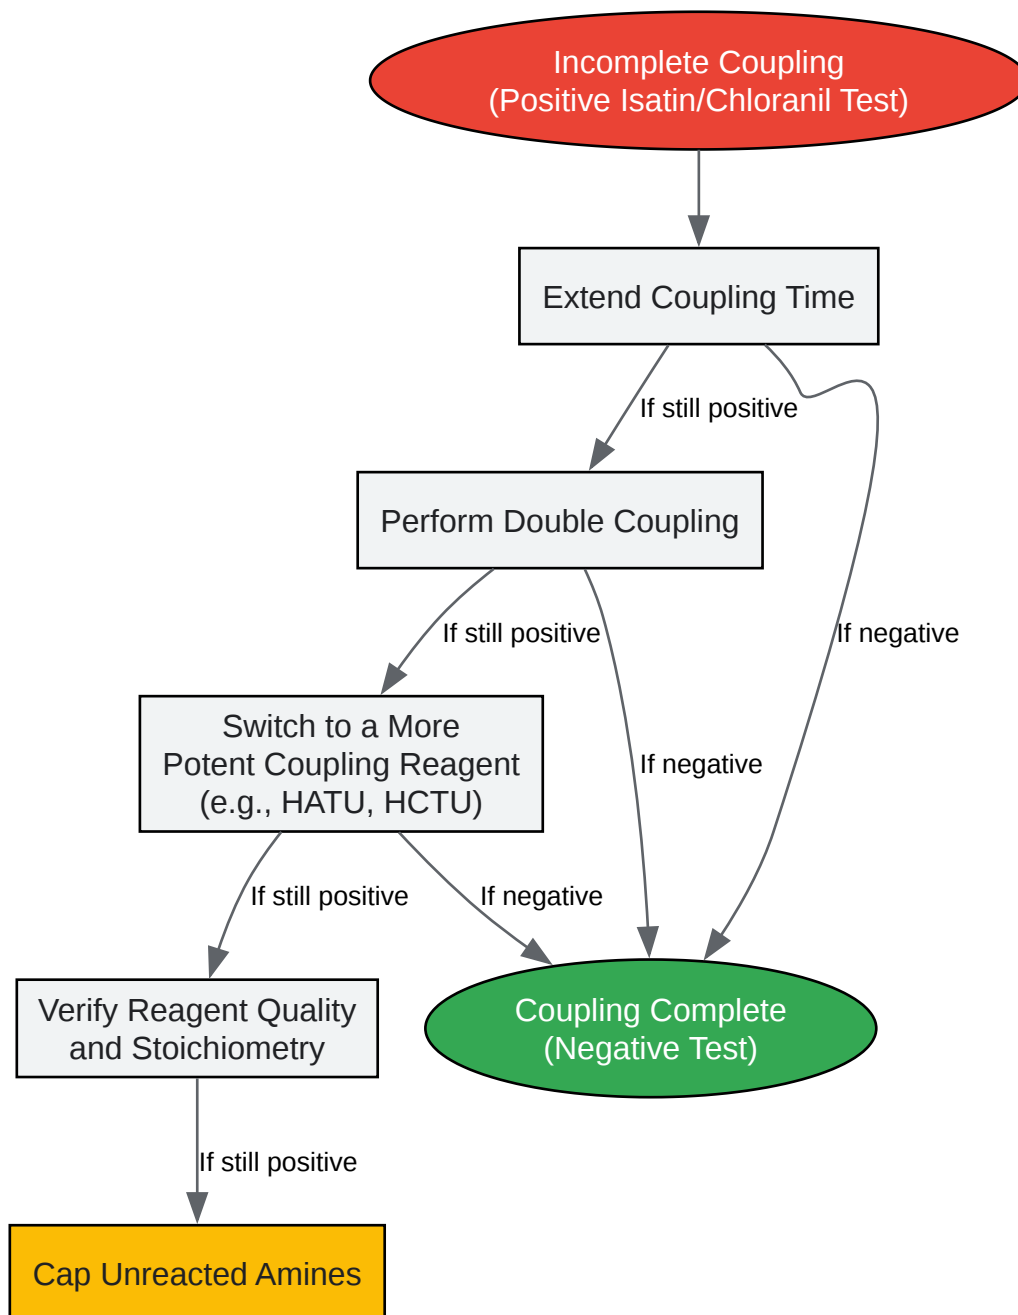 Incomplete Coupling
(Positive Isatin/Chloranil Test)
Extend Coupling Time
If still positive
Perform Double Coupling
If still positive
If negative
Switch to a More
Potent Coupling Reagent
(e.g., HATU, HCTU)
If negative
If still positive
If negative
Verify Reagent Quality
and Stoichiometry
Coupling Complete
(Negative Test)
If still positive
Cap Unreacted Amines